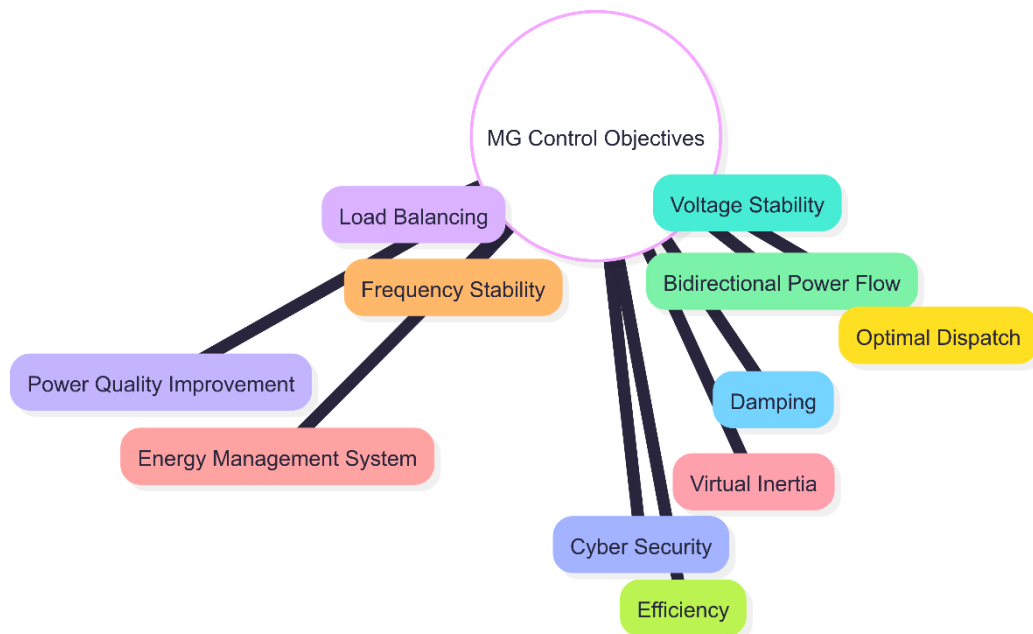 MG Control Objectives
Load Balancing
Voltage Stability
Frequency Stability
Bidirectional Power Flow
Optimal Dispatch
Power Quality Improvement
Damping
Energy Management System
Virtual Inertia
Cyber Security
Efficiency